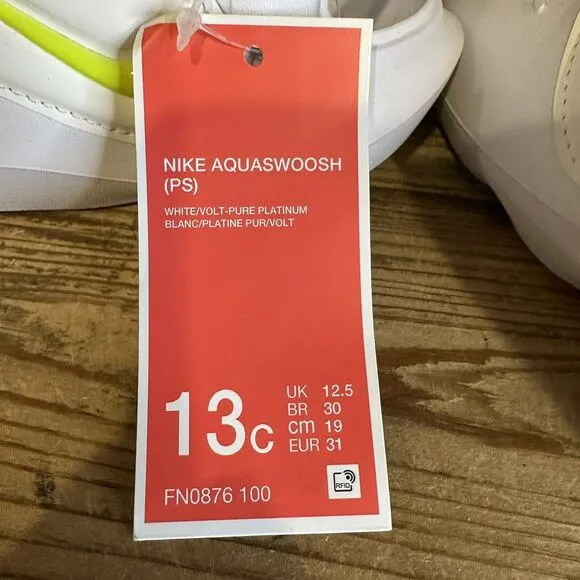 NIKE AQUASWOOSH
(PS)
WHITE/VOLT-PURE PLATINUM
BLANC/PLATINE PUR/VOLT
13C
UK 12.5
BR 30
cm 19
EUR 31
FN0876 100
RFID